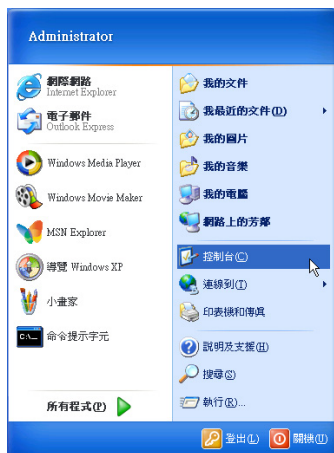 Administrator
網際網路
Internet Explorer
電子郵件
Outlook Express
Windows Media Player
Windows Movie Maker
MSN Explorer
導覽 Windows XP
小畫家
C:\_
命令提示字元
所有程式(P)
我的文件
我最近的文件(D)
我的圖片
我的音樂
我的電腦
網路上的芳鄰
控制台(C)
連線到(T)
印表機和傳真
說明及支援(H)
搜尋(S)
執行(R)...
登出(L)
關機(U)